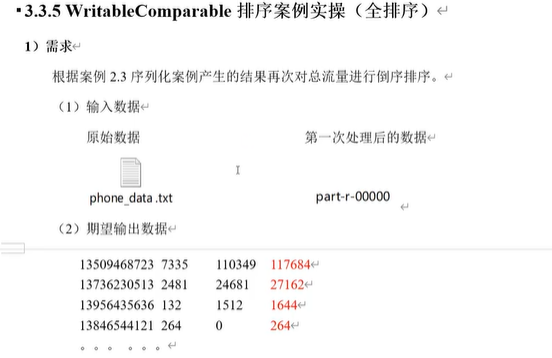 3.3.5 WritableComparable 排序案例实操（全排序）
1）需求
根据案例 2.3 序列化案例产生的结果再次对总流量进行倒序排序。
（1）输入数据
原始数据 第一次处理后的数据
phone_data .txt part-r-00000
（2）期望输出数据
13509468723 7335 110349 117684
13736230513 2481 24681 27162
13956435636 132 1512 1644
13846544121 264 0 264
。。。 。。。